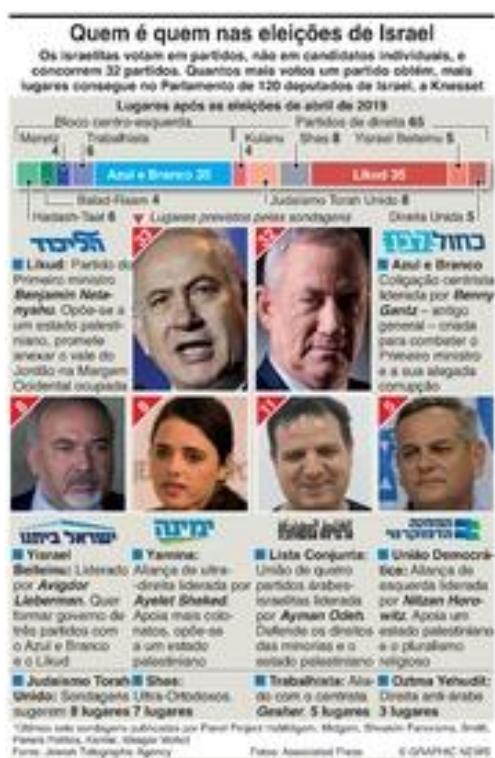 Quem é quem nas eleições de Israel
Os israelitas votam em partidos, não em candidatos individuais, e
concorrem 32 partidos. Quantos mais votos um partido obtém, mais
lugares consegue no Parlamento de 120 deputados de Israel, a Knesset
Lugares após as eleições de abril de 2019
Bloco centro-esquerda
Partidos de direita 65
Meretz 4
Trabalhista 6
Kulanu 4
Shas 8
Yisrael Beiteinu 5
Azul e Branco 35
Likud 35
Balad-Raam 4
Judaísmo Torah Unido 8
Hadash-Taal 6
Lugares previstos pelas sondagens
Direita Unida 5
הליכוד
32
32
כחול לבן
Likud: Partido do
Primeiro ministro
Benjamin Neta-
nyahu. Opõe-se a
um estado palesti-
niano, promete
anexar o vale do
Jordão na Margem
Ocidental ocupada
Azul e Branco
Coligação centrista
liderada por Benny
Gantz – antigo
general – criada
para combater o
Primeiro ministro
e a sua alegada
corrupção
11
5
ישראל ביתנו
ימינה
Yisrael
Beiteinu: Liderado
por Avigdor
Lieberman. Quer
formar governo de
três partidos com
o Azul e Branco
e o Likud
Yamina:
Aliança de ultra-
-direita liderada por
Ayelet Shaked.
Apoia mais colo-
natos, opõe-se
a um estado
palestiniano
Lista Conjunta:
União de quatro
partidos árabes-
israelitas liderada
por Ayman Odeh.
Defende os direitos
das minorias e o
estado palestiniano
União Democrá-
tica: Aliança de
esquerda liderada
por Nitzan Horo-
witz. Apoia um
estado palestiniano
e o pluralismo
religioso
Judaísmo Torah
Unido: Sondagens
sugerem 8 lugares
Shas:
Ultra-Ortodoxos.
7 lugares
Trabalhista: Alia-
do com o centrista
Gesher. 5 lugares
Oztma Yehudit:
Direita anti-árabe
3 lugares
Fonte: Jewish Telegraphic Agency
Fotos: Associated Press
© GRAPHIC NEWS